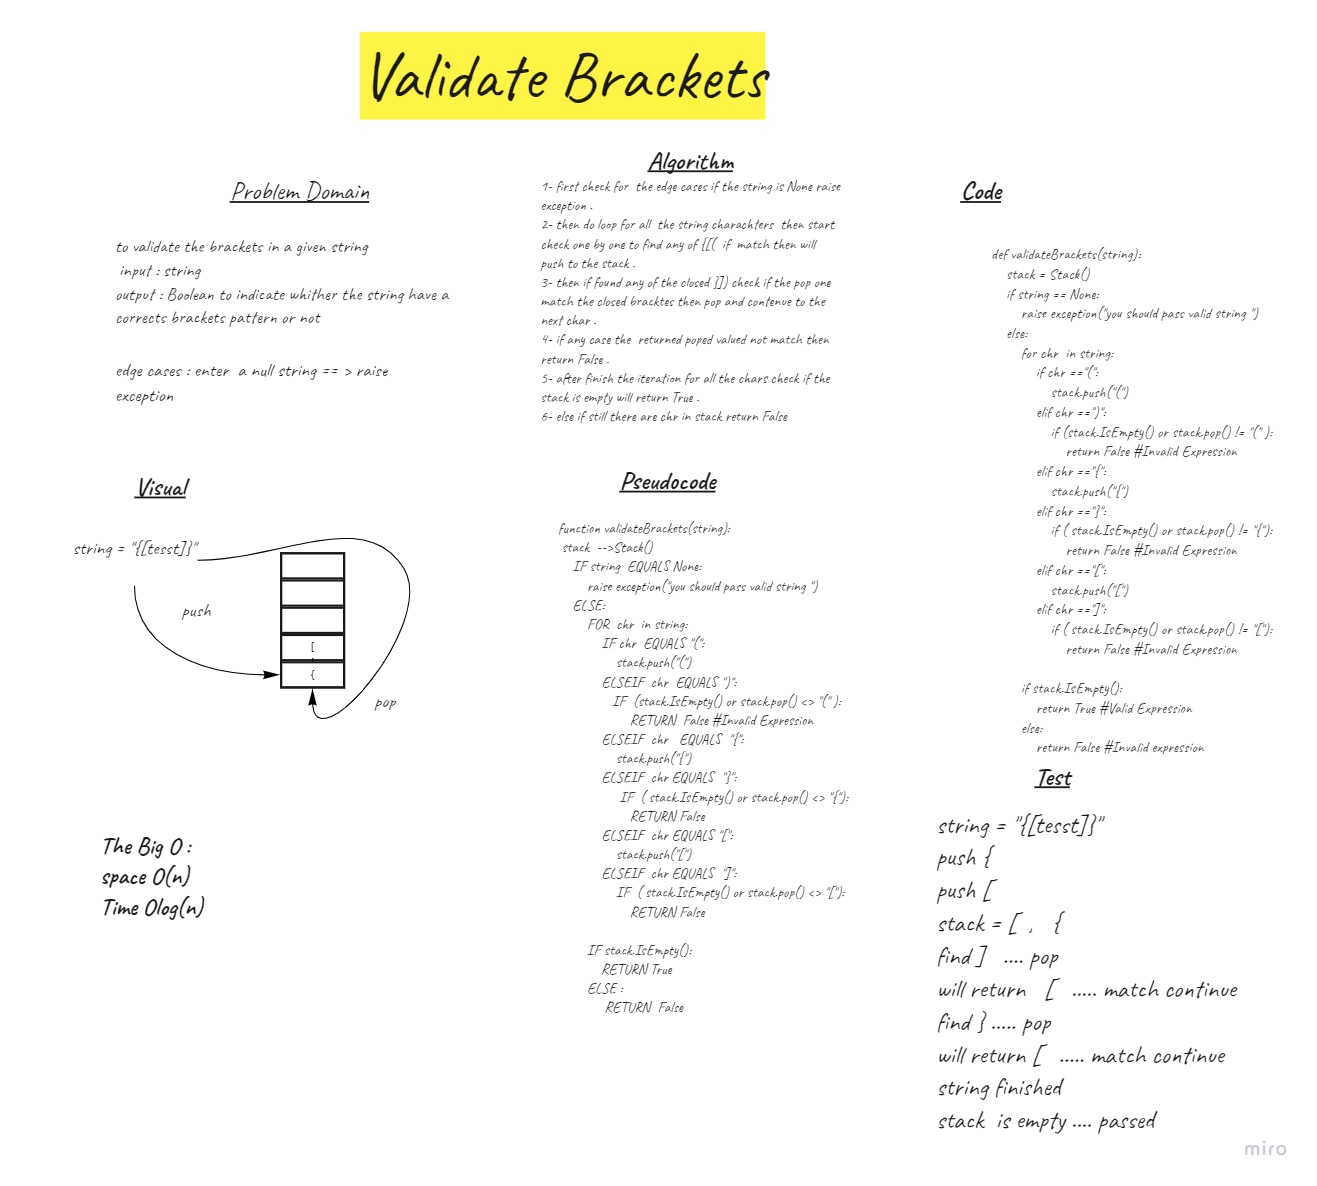 Validate Brackets
Problem Domain
to validate the brackets in a given string
input : string
output : Boolean to indicate whither the string have a
corrects brackets pattern or not
edge cases : enter a null string == > raise
exception
Visual
string = "{[tesst]}"
push
[
{
pop
The Big O :
space O(n)
Time Olog(n)
Algorithm
1- first check for the edge cases if the string is None raise
exception .
2- then do loop for all the string charachters then start
check one by one to find any of {[( if match then will
push to the stack .
3- then if found any of the closed }]) check if the pop one
match the closed bracktes then pop and contenue to the
next char .
4- if any case the returned poped valued not match then
return False .
5- after finish the iteration for all the chars check if the
stack is empty will return True .
6- else if still there are chr in stack return False
Pseudocode
function validateBrackets(string):
stack -->Stack()
IF string EQUALS None:
raise exception("you should pass valid string ")
ELSE:
FOR chr in string:
IF chr EQUALS "(":
stack.push("(")
ELSEIF chr EQUALS ")":
IF (stack.IsEmpty() or stack.pop() <> "(" ):
RETURN False #Invalid Expression
ELSEIF chr EQUALS "{":
stack.push("{")
ELSEIF chr EQUALS "}":
IF ( stack.IsEmpty() or stack.pop() <> "{"):
RETURN False
ELSEIF chr EQUALS "[":
stack.push("[")
ELSEIF chr EQUALS "]":
IF ( stack.IsEmpty() or stack.pop() <> "["):
RETURN False
IF stack.IsEmpty():
RETURN True
ELSE :
RETURN False
Code
def validateBrackets(string):
stack = Stack()
if string == None:
raise exception("you should pass valid string ")
else:
for chr in string:
if chr =="(":
stack.push("(")
elif chr ==")":
if (stack.IsEmpty() or stack.pop() != "(" ):
return False #Invalid Expression
elif chr =="{":
stack.push("{")
elif chr =="}":
if ( stack.IsEmpty() or stack.pop() != "{"):
return False #Invalid Expression
elif chr =="[":
stack.push("[")
elif chr =="]":
if ( stack.IsEmpty() or stack.pop() != "["):
return False #Invalid Expression
if stack.IsEmpty():
return True #Valid Expression
else:
return False #Invalid expression
Test
string = "{[tesst]}"
push {
push [
stack = [ , {
find ] .... pop
will return [ ..... match continue
find } ..... pop
will return [ ..... match continue
string finished
stack is empty .... passed
miro